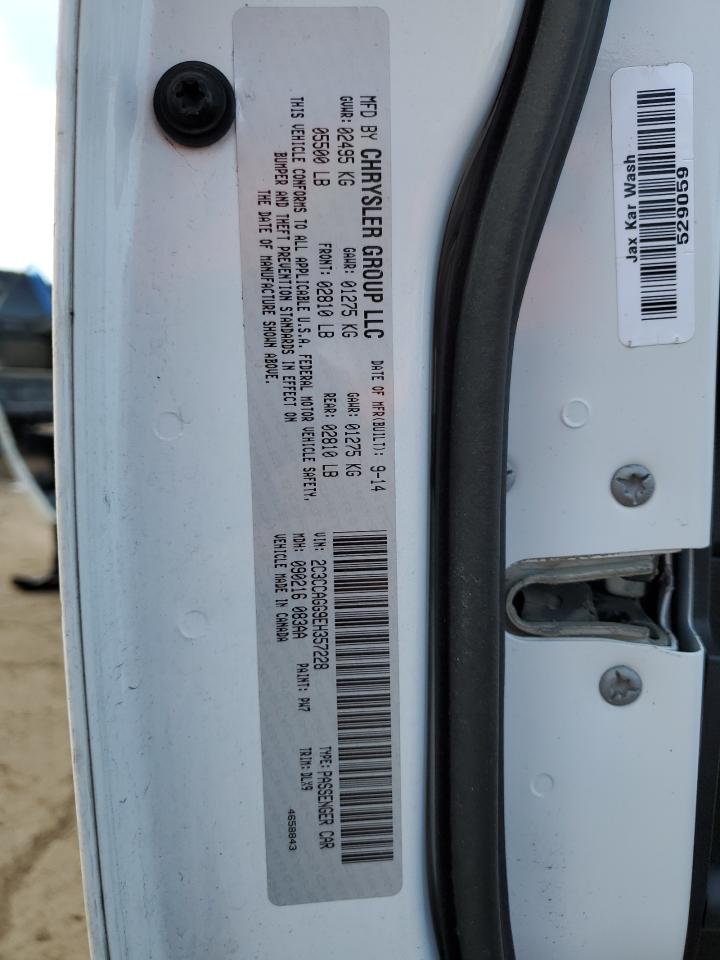 MFD BY CHRYSLER GROUP LLC DATE OF MFR(BUILT): 9-14
GVWR: 02495 KG GAWR: 01275 KG GAWR: 01275 KG
05500 LB FRONT: 02810 LB REAR: 02810 LB
THIS VEHICLE CONFORMS TO ALL APPLICABLE U.S.A. FEDERAL MOTOR VEHICLE SAFETY,
BUMPER AND THEFT PREVENTION STANDARDS IN EFFECT ON
THE DATE OF MANUFACTURE SHOWN ABOVE.
VIN: 2C3CCAGG9EH357228 TYPE: PASSENGER CAR
MDH: 090216 083AA PAINT: PW7 TRIM: DLX9
VEHICLE MADE IN CANADA 4658843
Jax Kar Wash
529059